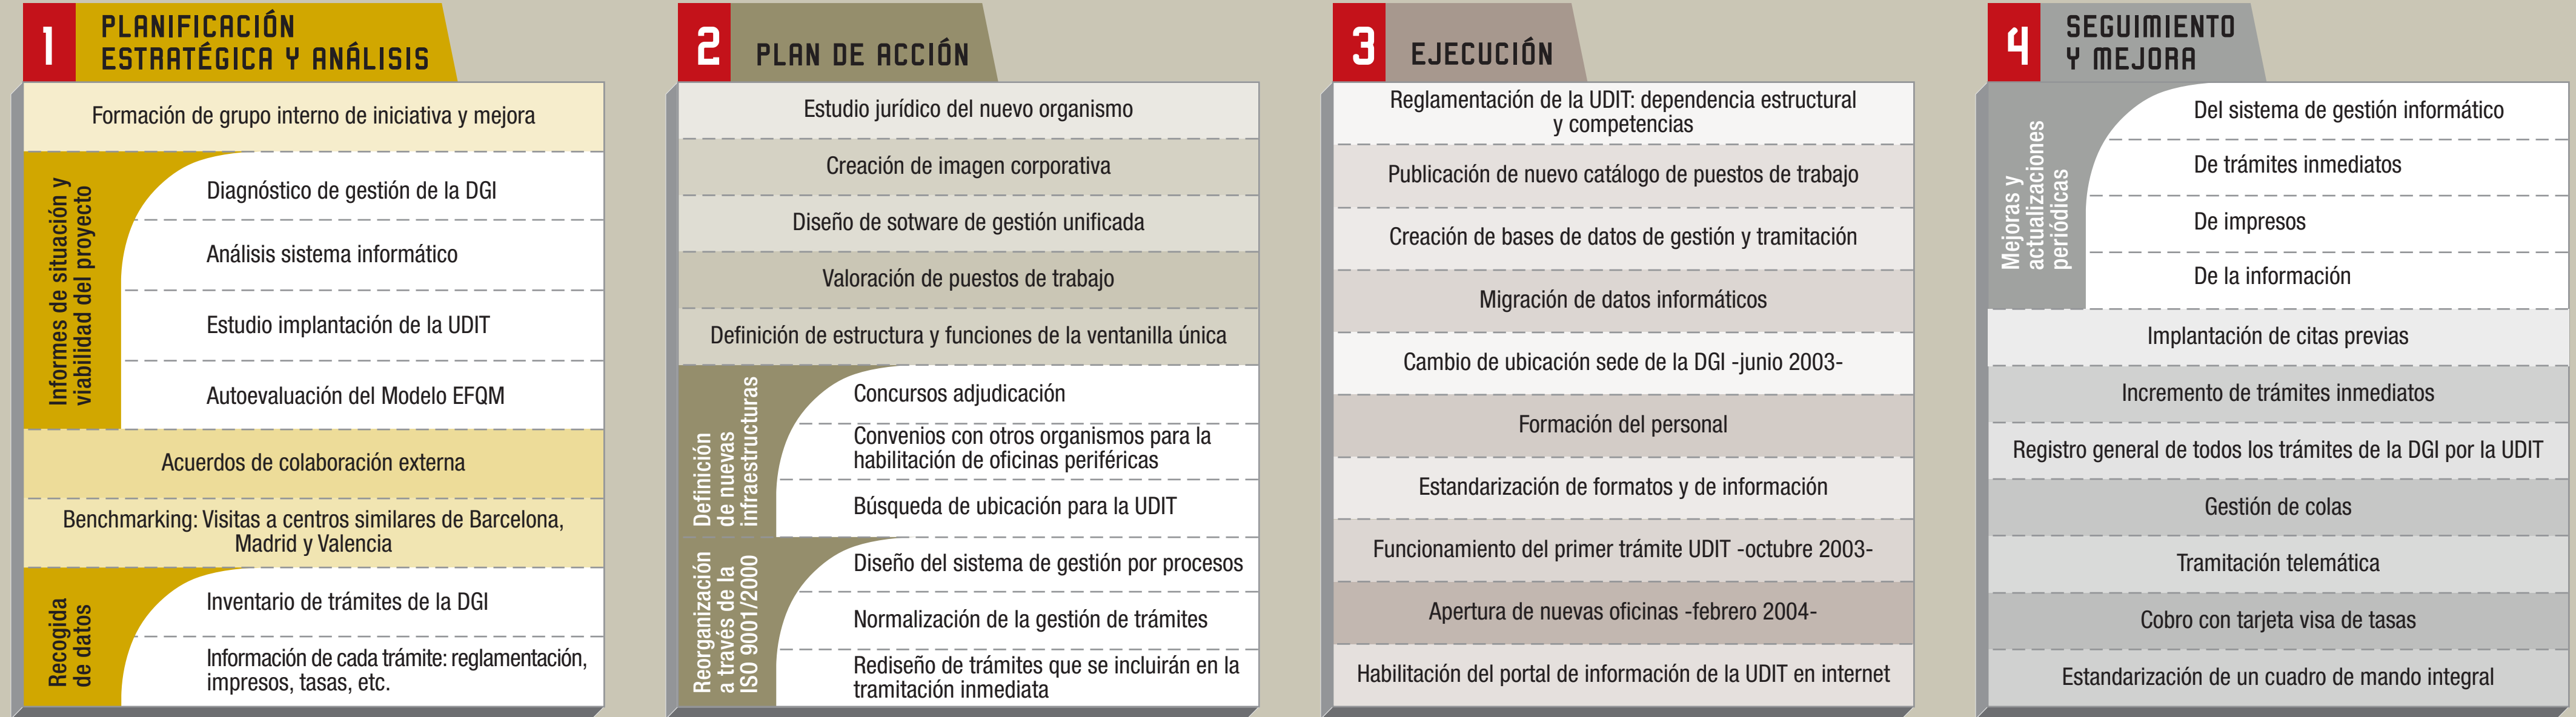 1
PLANIFICACIÓN
ESTRATÉGICA Y ANÁLISIS
Formación de grupo interno de iniciativa y mejora
Informes de situación y
viabilidad del proyecto
Diagnóstico de gestión de la DGI
Análisis sistema informático
Estudio implantación de la UDIT
Autoevaluación del Modelo EFQM
Acuerdos de colaboración externa
Benchmarking: Visitas a centros similares de Barcelona,
Madrid y Valencia
Recogida
de datos
Inventario de trámites de la DGI
Información de cada trámite: reglamentación,
impresos, tasas, etc.
2
PLAN DE ACCIÓN
Estudio jurídico del nuevo organismo
Creación de imagen corporativa
Diseño de sotware de gestión unificada
Valoración de puestos de trabajo
Definición de estructura y funciones de la ventanilla única
Definición
de nuevas
infraestructuras
Concursos adjudicación
Convenios con otros organismos para la
habilitación de oficinas periféricas
Búsqueda de ubicación para la UDIT
Reorganización
a través de la
ISO 9001/2000
Diseño del sistema de gestión por procesos
Normalización de la gestión de trámites
Rediseño de trámites que se incluirán en la
tramitación inmediata
3
EJECUCIÓN
Reglamentación de la UDIT: dependencia estructural
y competencias
Publicación de nuevo catálogo de puestos de trabajo
Creación de bases de datos de gestión y tramitación
Migración de datos informáticos
Cambio de ubicación sede de la DGI -junio 2003-
Formación del personal
Estandarización de formatos y de información
Funcionamiento del primer trámite UDIT -octubre 2003-
Apertura de nuevas oficinas -febrero 2004-
Habilitación del portal de información de la UDIT en internet
4
SEGUIMIENTO
Y MEJORA
Mejoras y
actualizaciones
periódicas
Del sistema de gestión informático
De trámites inmediatos
De impresos
De la información
Implantación de citas previas
Incremento de trámites inmediatos
Registro general de todos los trámites de la DGI por la UDIT
Gestión de colas
Tramitación telemática
Cobro con tarjeta visa de tasas
Estandarización de un cuadro de mando integral